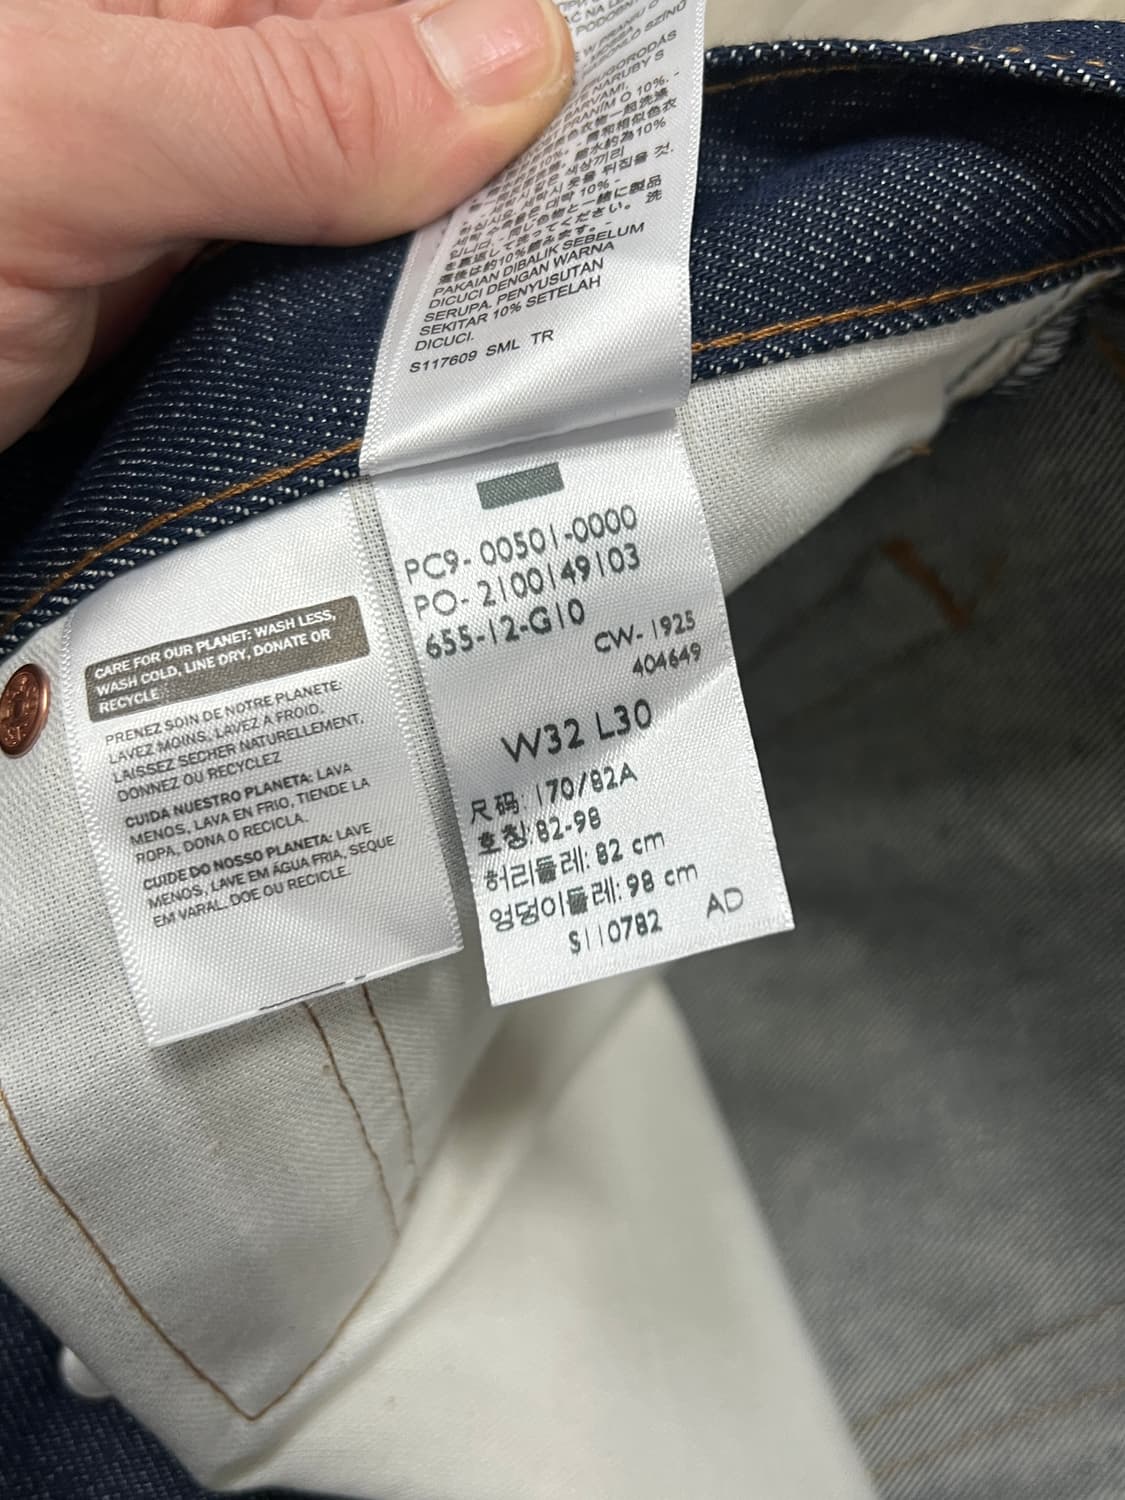 NARUBY S
PRANÍM O 10%. -
10% -
PAKAIAN DIBALIK SEBELUM
DICUCI DENGAN WARNA
SERUPA. PENYUSUTAN
SEKITAR 10% SETELAH
DICUCI.
S117609 SML TR
PC9- 00501-0000
PO- 2100149103
655-12-G10
CW- 1925
404649
W32 L30
尺码: 170/82A
호칭:82-98
허리둘레: 82 cm
엉덩이둘레: 98 cm
S110782 AD
CARE FOR OUR PLANET: WASH LESS,
WASH COLD, LINE DRY, DONATE OR
RECYCLE
PRENEZ SOIN DE NOTRE PLANETE:
LAVEZ MOINS, LAVEZ A FROID,
LAISSEZ SECHER NATURELLEMENT,
DONNEZ OU RECYCLEZ
CUIDA NUESTRO PLANETA: LAVA
MENOS, LAVA EN FRIO, TIENDE LA
ROPA, DONA O RECICLA.
CUIDE DO NOSSO PLANETA: LAVE
MENOS, LAVE EM ÁGUA FRIA, SEQUE
EM VARAL, DOE OU RECICLE.